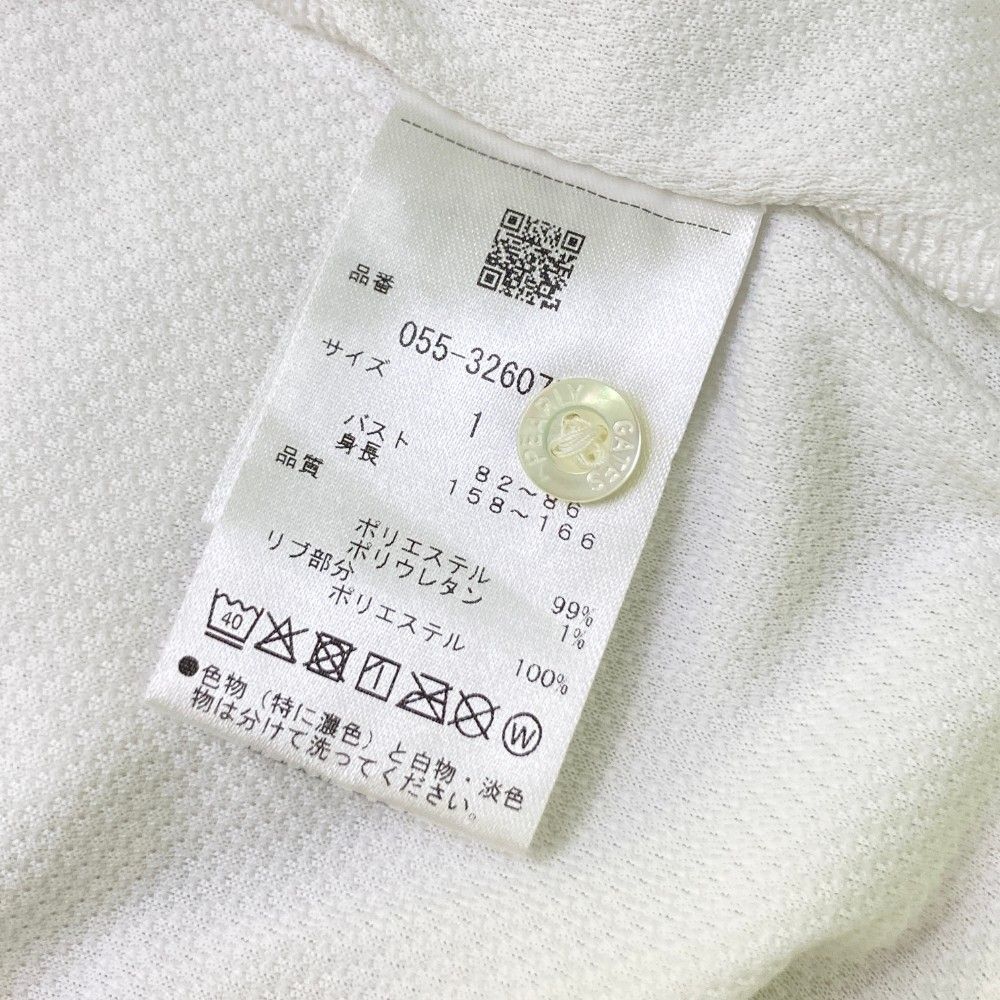 品番
055-32607
サイズ 1
バスト 82～86
身長 158～166
品質
ポリエステル 99%
ポリウレタン 1%
リブ部分
ポリエステル 100%
40
W
●色物（特に濃色）と白物・淡色
物は分けて洗ってください。
PEARLY GATES